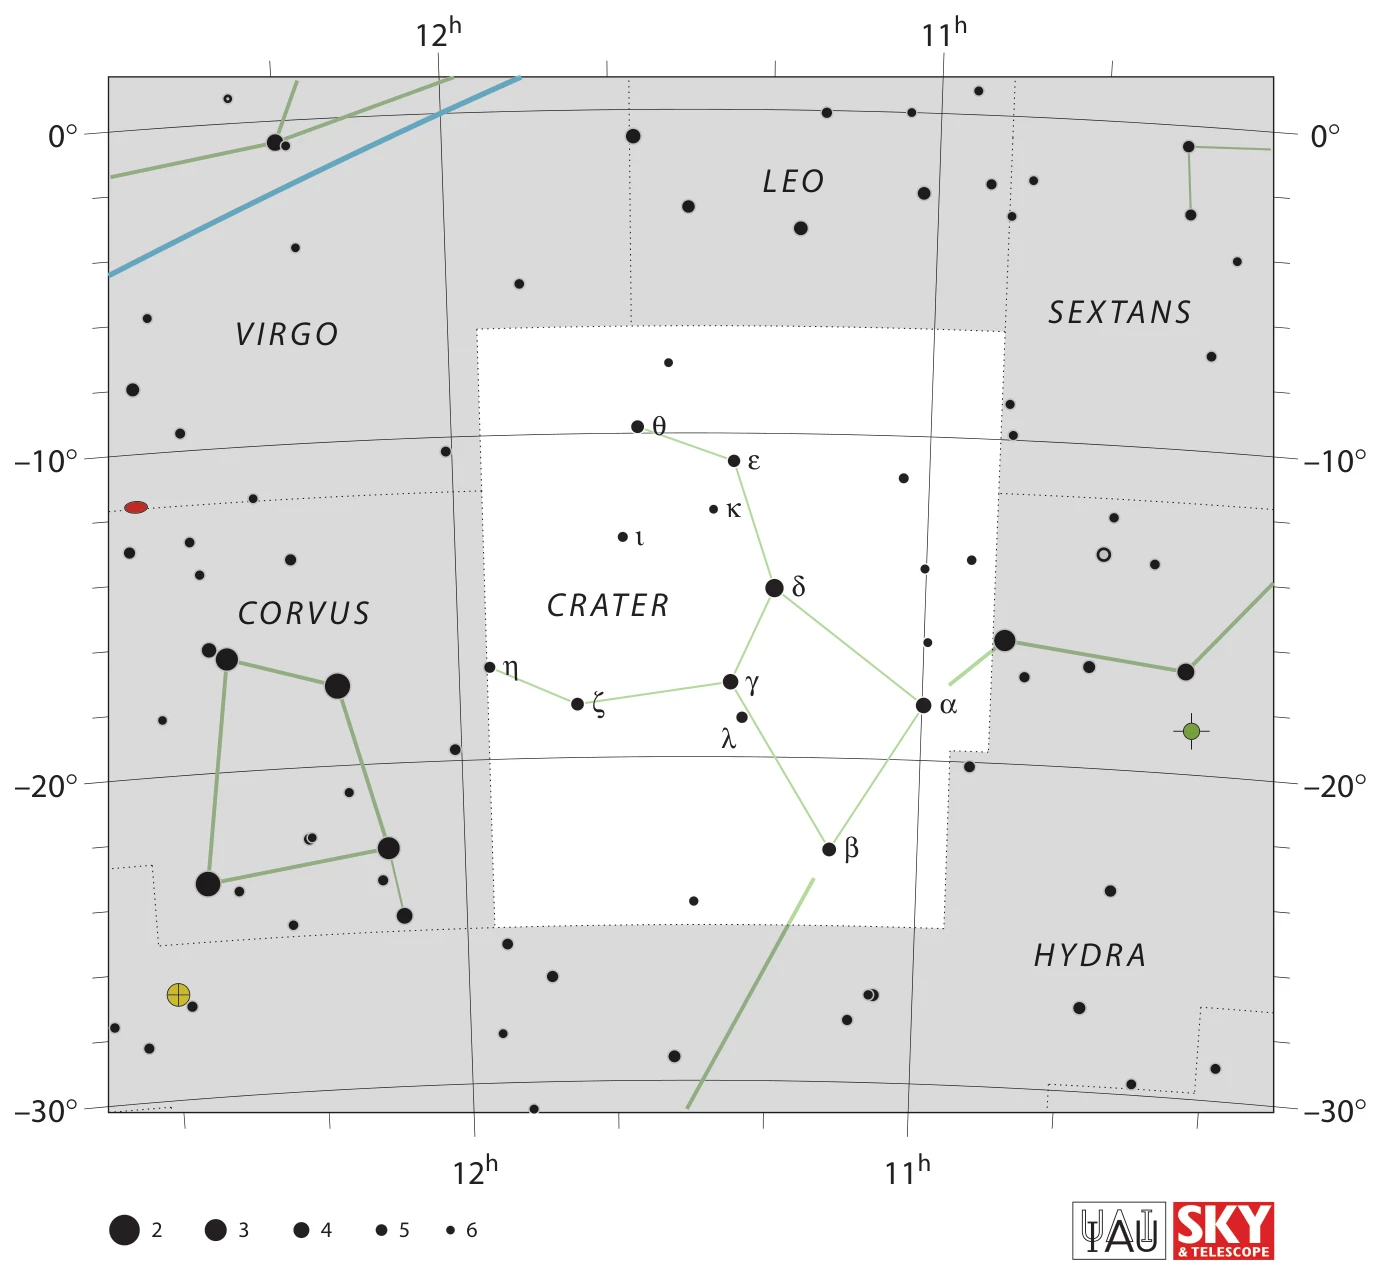 12h 11h
0° 0°
LEO
SEXTANS
VIRGO
θ
–10° ε –10°
κ
ι
δ
CRATER
CORVUS
η
γ
ζ α
λ
–20° –20°
β
HYDRA
–30° –30°
12h 11h
2 3 4 5 6
IAU
SKY
& TELESCOPE